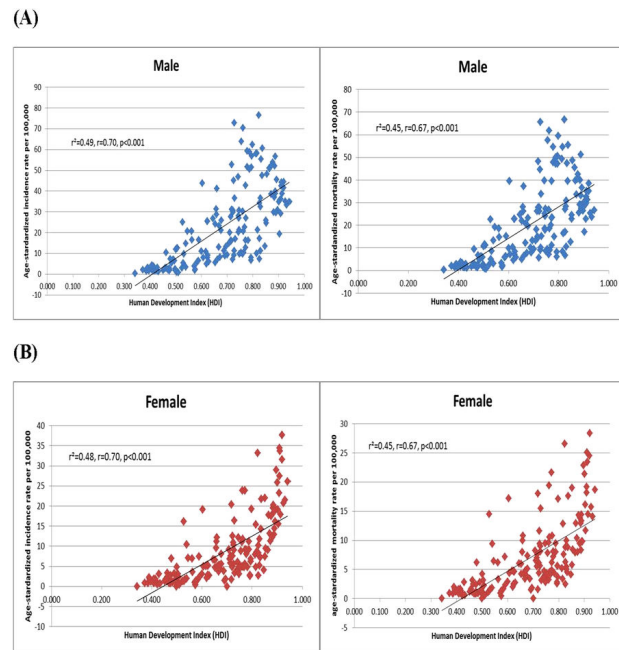 (A)
Male
Age-stardardized incidence rate per 100,000
90
80
70
60
50
40
30
20
10
0
-10
r²=0.49, r=0.70, p<0.001
0.000 0.100 0.200 0.300 0.400 0.500 0.600 0.700 0.800 0.900 1.000
Human Development Index (HDI)
Male
Age-stardardized mortality rate per 100,000
80
70
60
50
40
30
20
10
0
-10
r²=0.45, r=0.67, p<0.001
0.000 0.200 0.400 0.600 0.800 1.000
Human Development Index (HDI)
(B)
Female
Age-stardardized incidence rate per 100,000
40
35
30
25
20
15
10
5
0
-5
-10
r²=0.48, r=0.70, p<0.001
0.000 0.200 0.400 0.600 0.800 1.000
Human Development Index (HDI)
Female
age-stardardized mortality rate per 100,000
30
25
20
15
10
5
0
5
r²=0.45, r=0.67, p<0.001
0.000 0.100 0.200 0.300 0.400 0.500 0.600 0.700 0.800 0.900 1.000
Human Development Index (HDI)